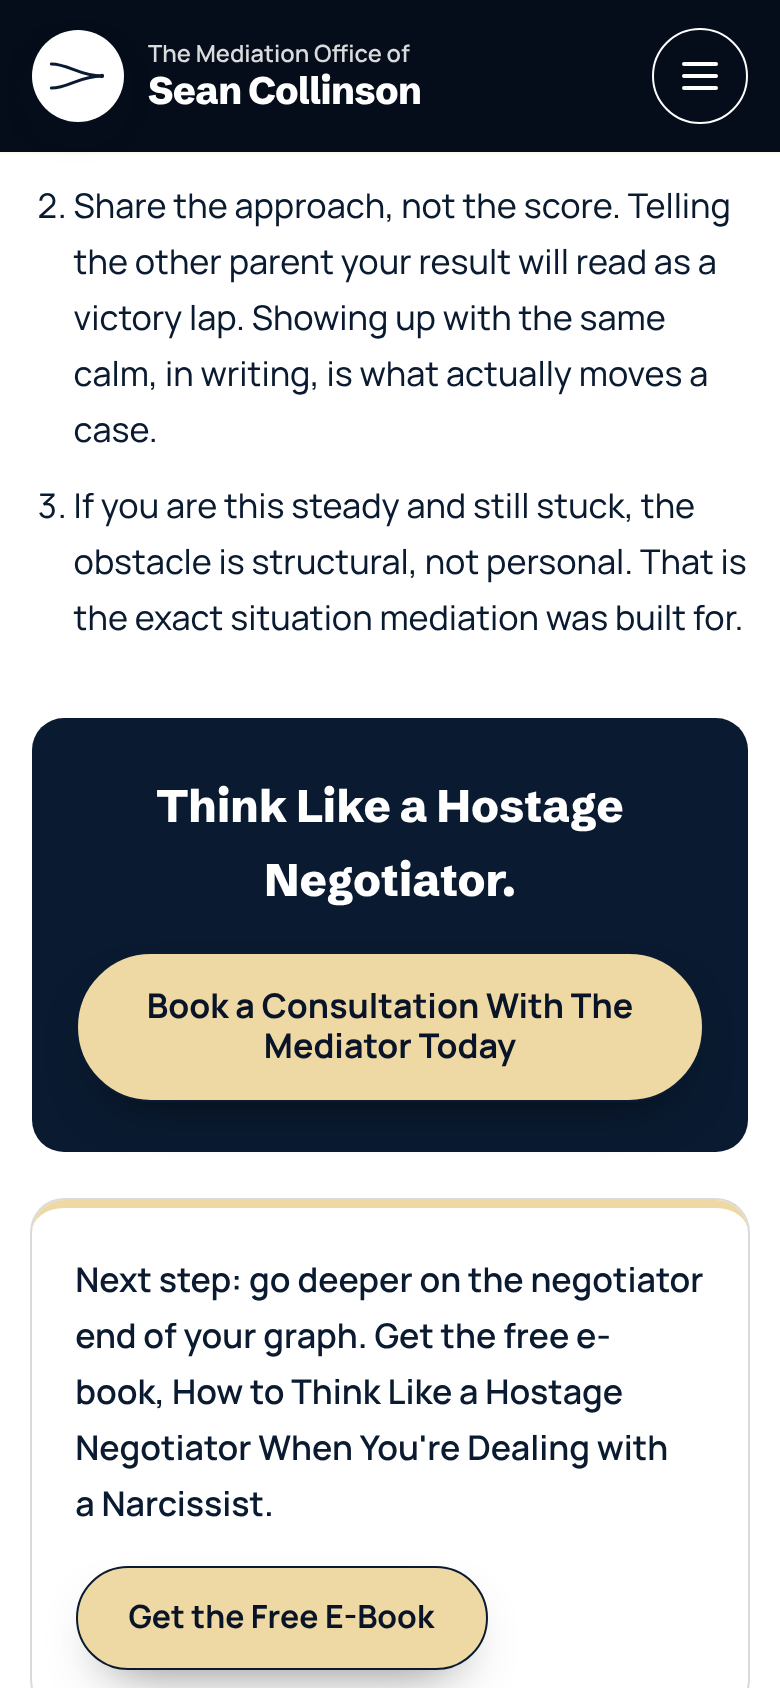 The Mediation Office of
Sean Collinson
2. Share the approach, not the score. Telling
the other parent your result will read as a
victory lap. Showing up with the same
calm, in writing, is what actually moves a
case.
3. If you are this steady and still stuck, the
obstacle is structural, not personal. That is
the exact situation mediation was built for.
Think Like a Hostage
Negotiator.
Book a Consultation With The
Mediator Today
Next step: go deeper on the negotiator
end of your graph. Get the free e-
book, How to Think Like a Hostage
Negotiator When You're Dealing with
a Narcissist.
Get the Free E-Book